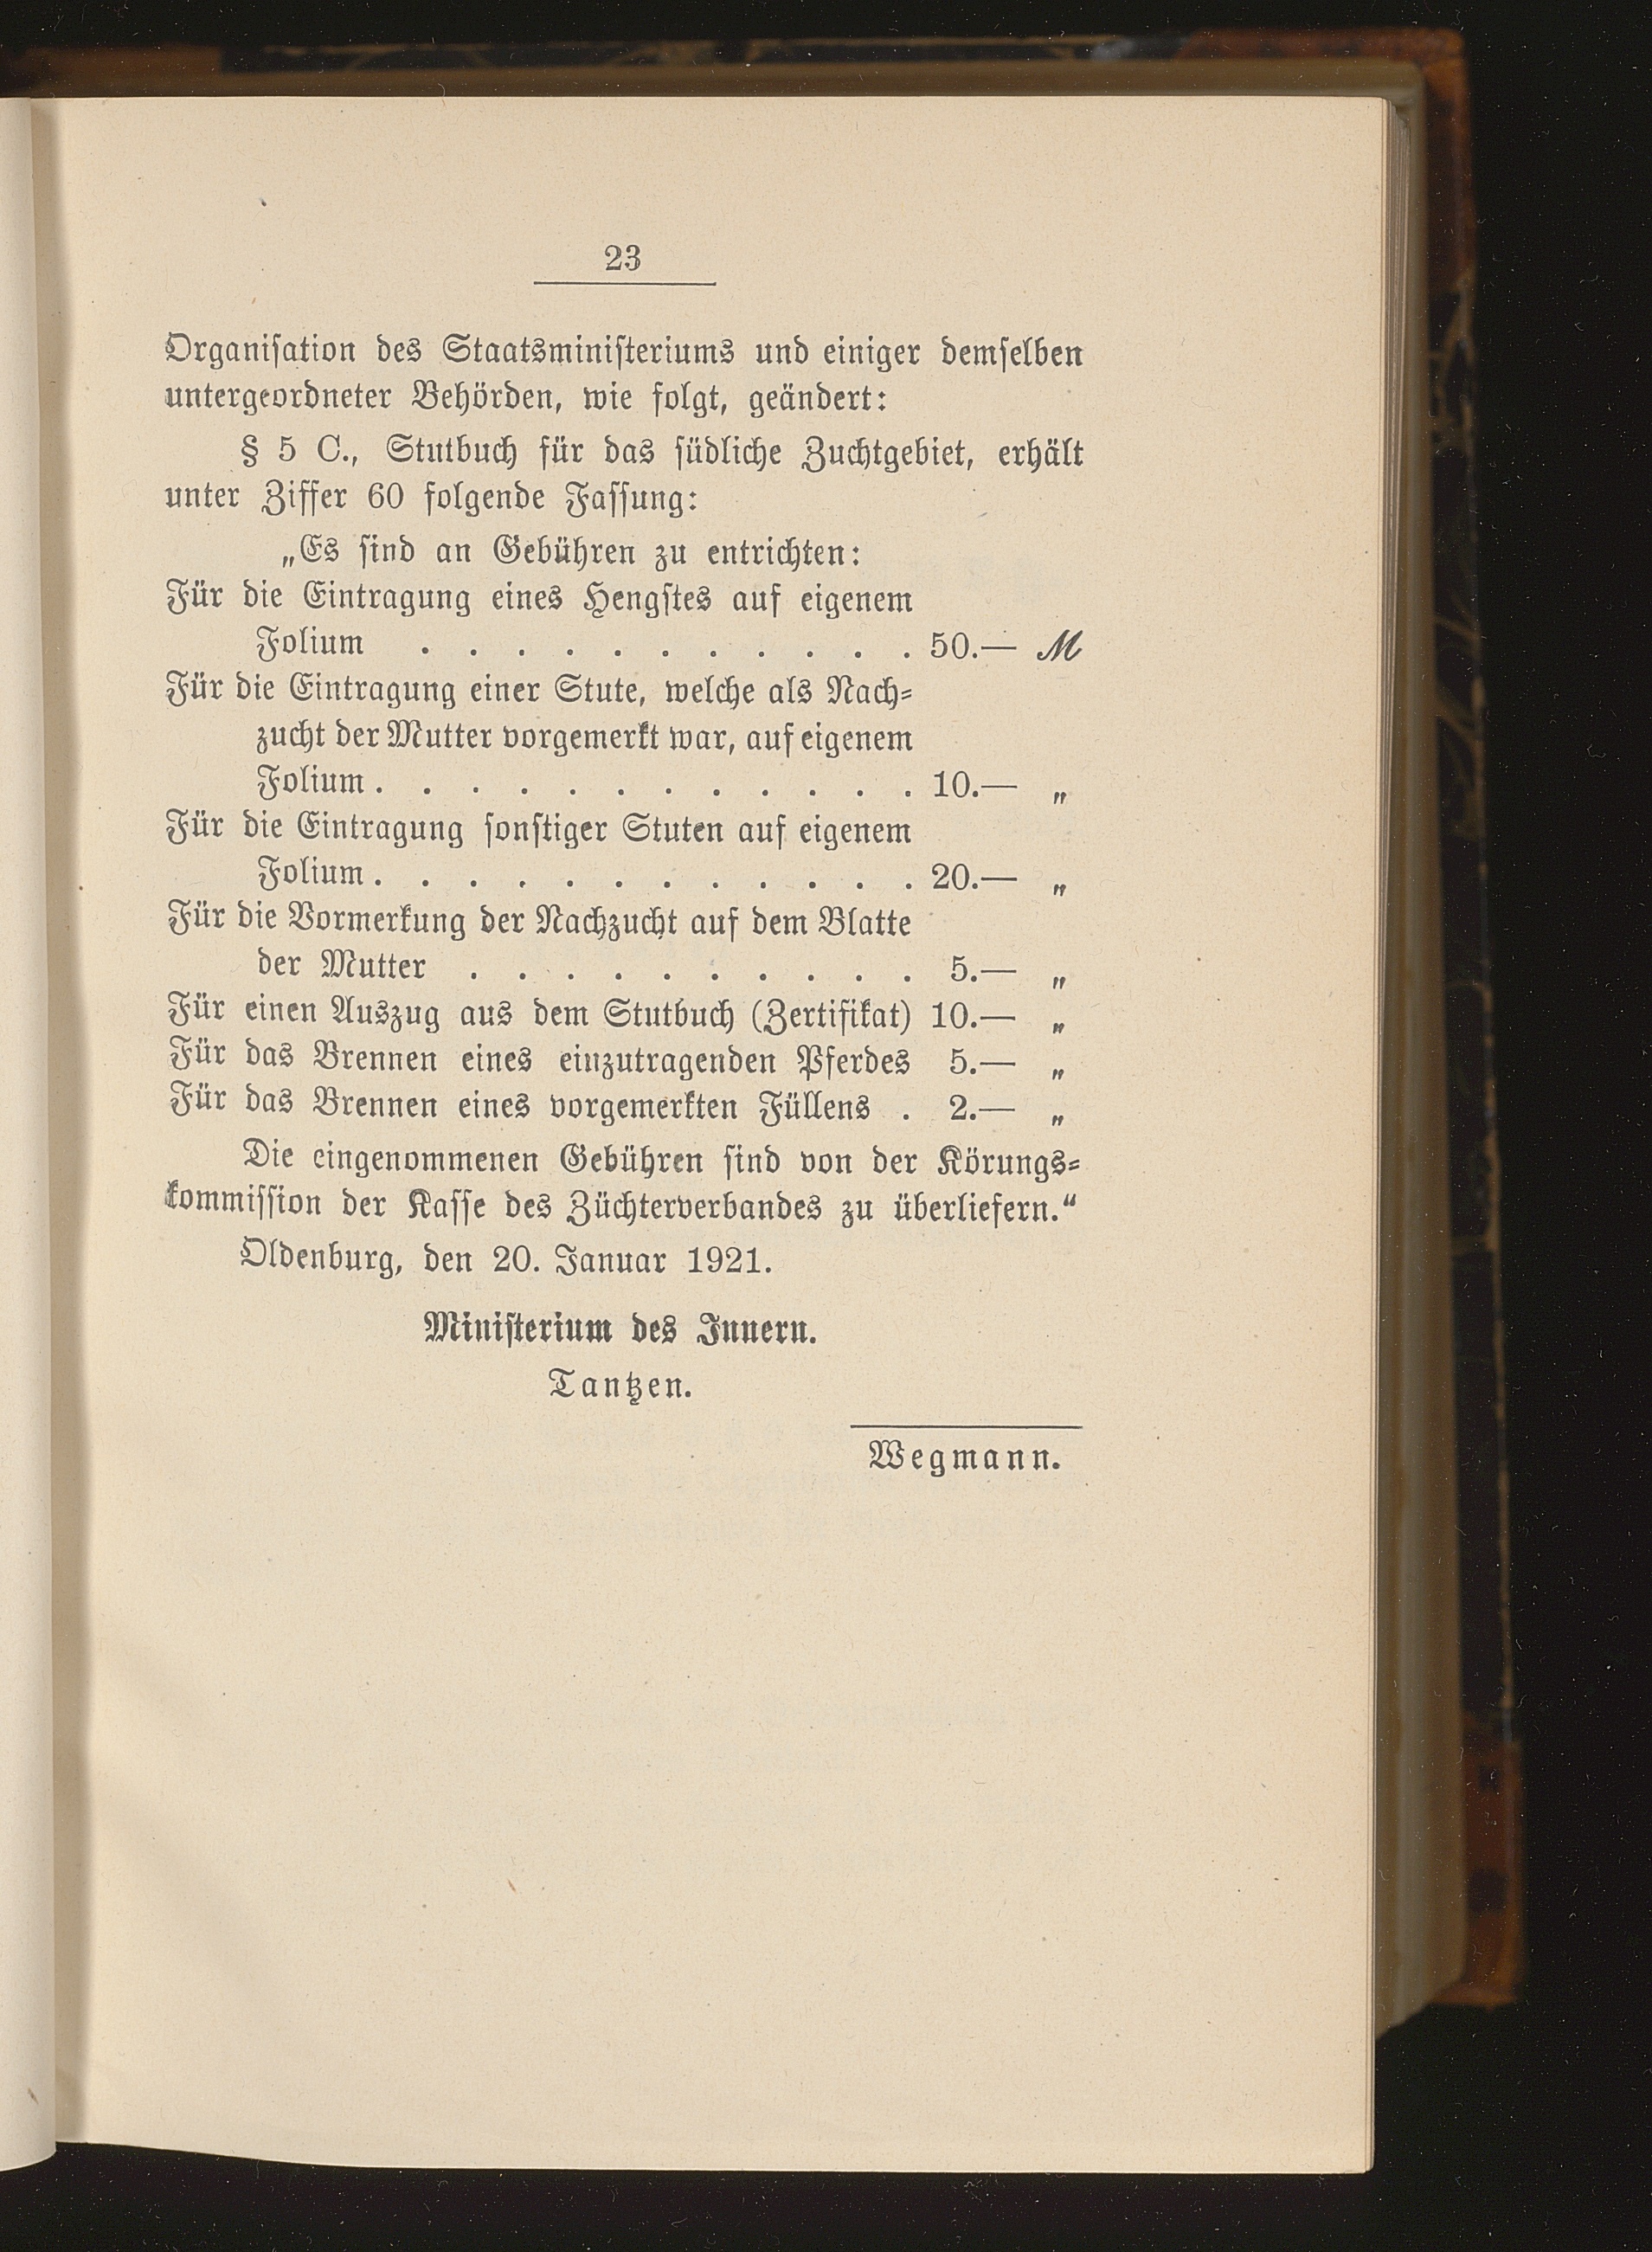 23
Organisation des Staatsministeriums und einiger demselben
untergeordneter Behörden, wie folgt, geändert:
§ 5 C., Stutbuch für das südliche Zuchtgebiet, erhält
unter Ziffer 60 folgende Fassung:
„Es sind an Gebühren zu entrichten:
Für die Eintragung eines Hengstes auf eigenem
Folium . . . . . . . . . . . 50.— ℳ
Für die Eintragung einer Stute, welche als Nach-
zucht der Mutter vorgemerkt war, auf eigenem
Folium . . . . . . . . . . . . 10.— „
Für die Eintragung sonstiger Stuten auf eigenem
Folium . . . . . . . . . . . . 20.— „
Für die Vormerkung der Nachzucht auf dem Blatte
der Mutter . . . . . . . . . . 5.— „
Für einen Auszug aus dem Stutbuch (Zertifikat) 10.— „
Für das Brennen eines einzutragenden Pferdes 5.— „
Für das Brennen eines vorgemerkten Füllens . 2.— „
Die eingenommenen Gebühren sind von der Körungs-
kommission der Kasse des Züchterverbandes zu überliefern.“
Oldenburg, den 20. Januar 1921.
Ministerium des Innern.
Tantzen.
Wegmann.